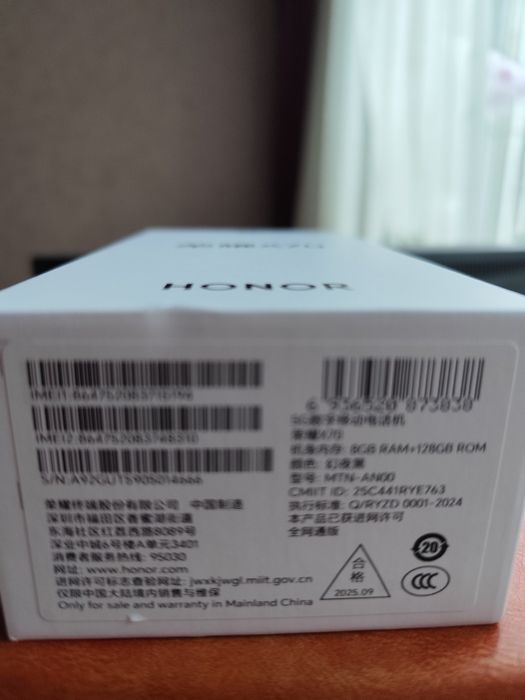 HONOR
IMEI2:
6 936520 873838
5G数字移动电话机
荣耀X70
机身内存: 8GB RAM+128GB ROM
颜色: 幻夜黑
型号: MTN-AN00
CMIIT ID: 25C441RYE763
执行标准: Q/RYZD 0001-2024
本产品已获进网许可
全网通版
荣耀终端股份有限公司 中国制造
深圳市福田区香蜜湖街道
东海社区红荔西路8089号
深业中城6号楼A单元3401
消费者服务热线: 95030
网址: www.honor.com
进网许可标志查验网址: jwxkjwgl.miit.gov.cn
仅限中国大陆境内销售与维保
Only for sale and warranty in Mainland China
合
格
2025.09
20
CCC